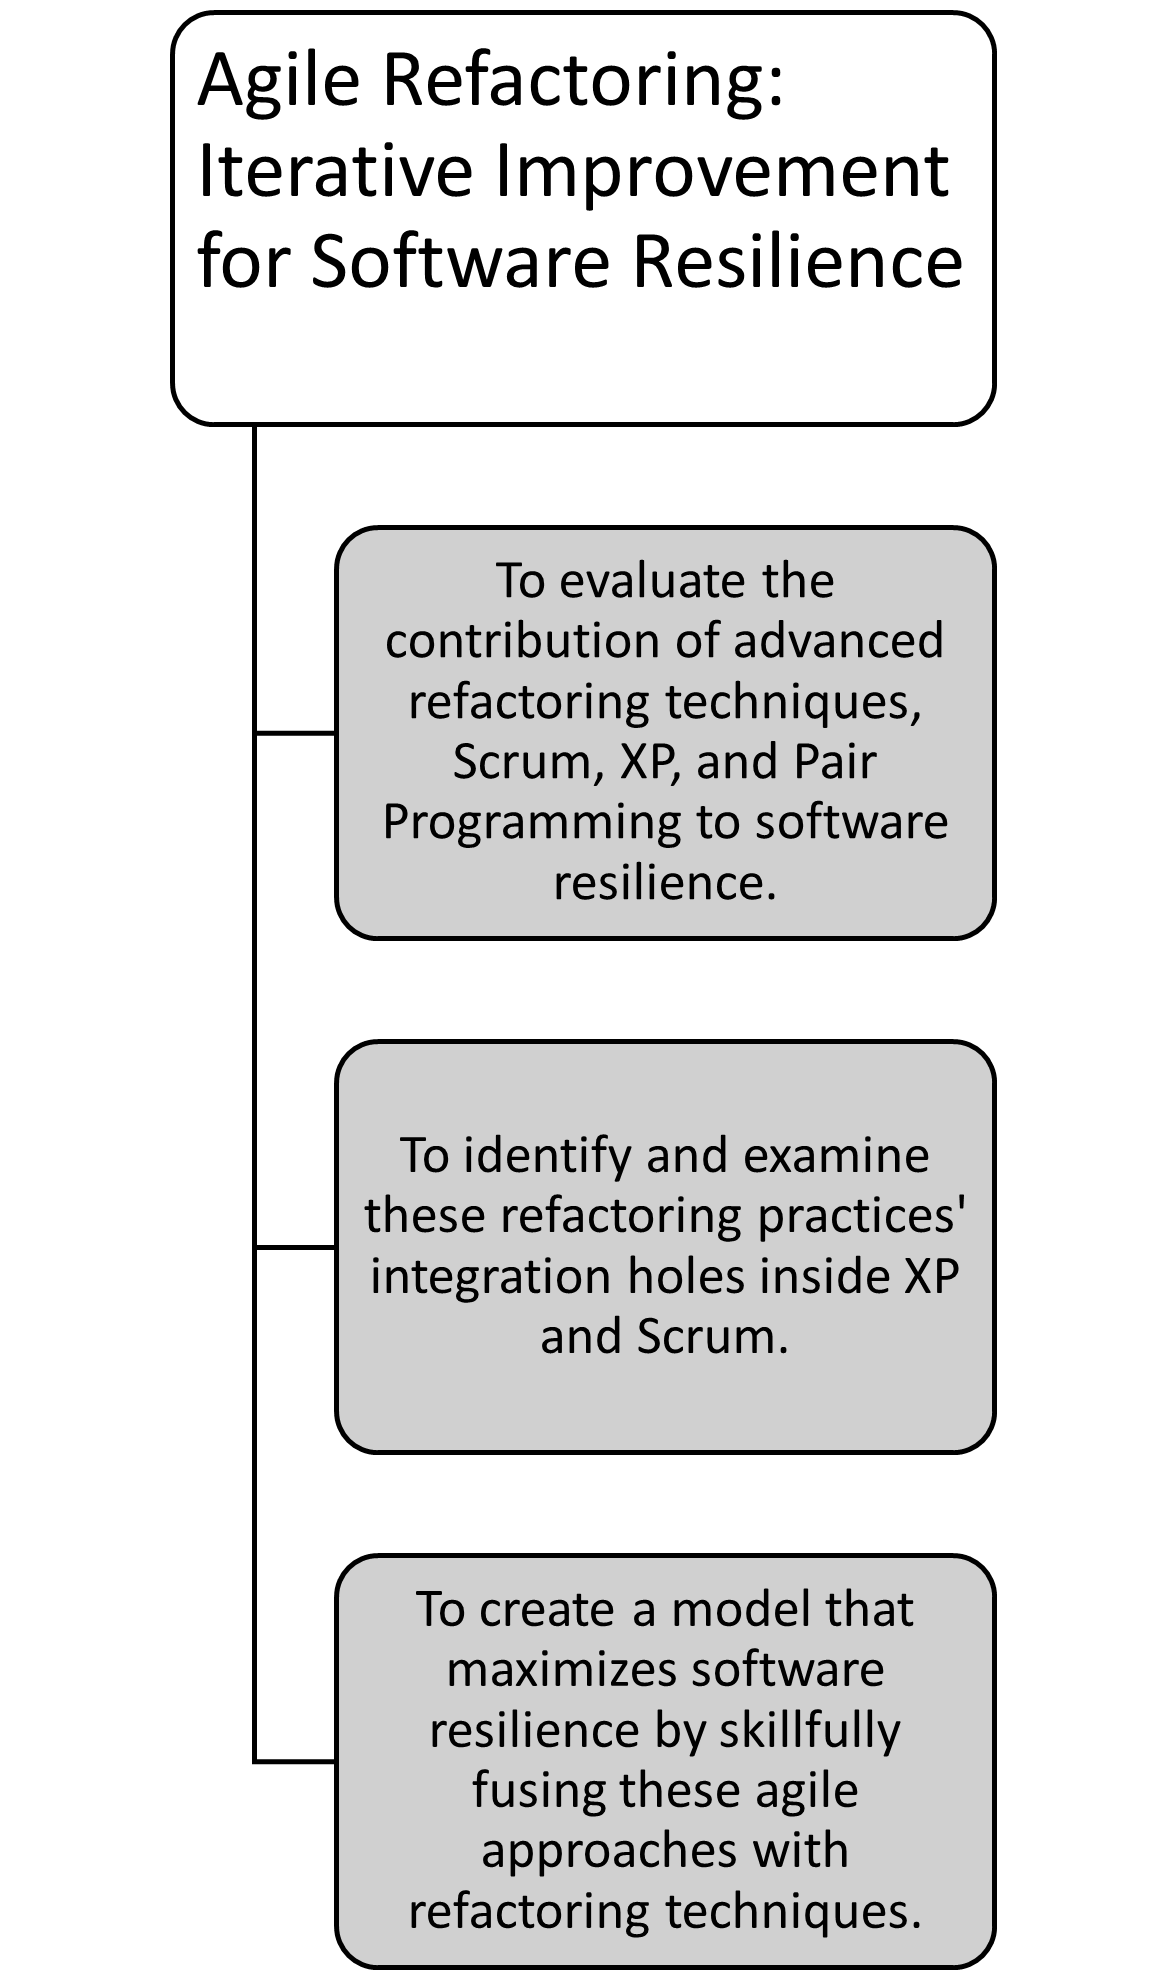 Agile Refactoring:
Iterative Improvement
for Software Resilience
To evaluate the
contribution of advanced
refactoring techniques,
Scrum, XP, and Pair
Programming to software
resilience.
To identify and examine
these refactoring practices'
integration holes inside XP
and Scrum.
To create a model that
maximizes software
resilience by skillfully
fusing these agile
approaches with
refactoring techniques.